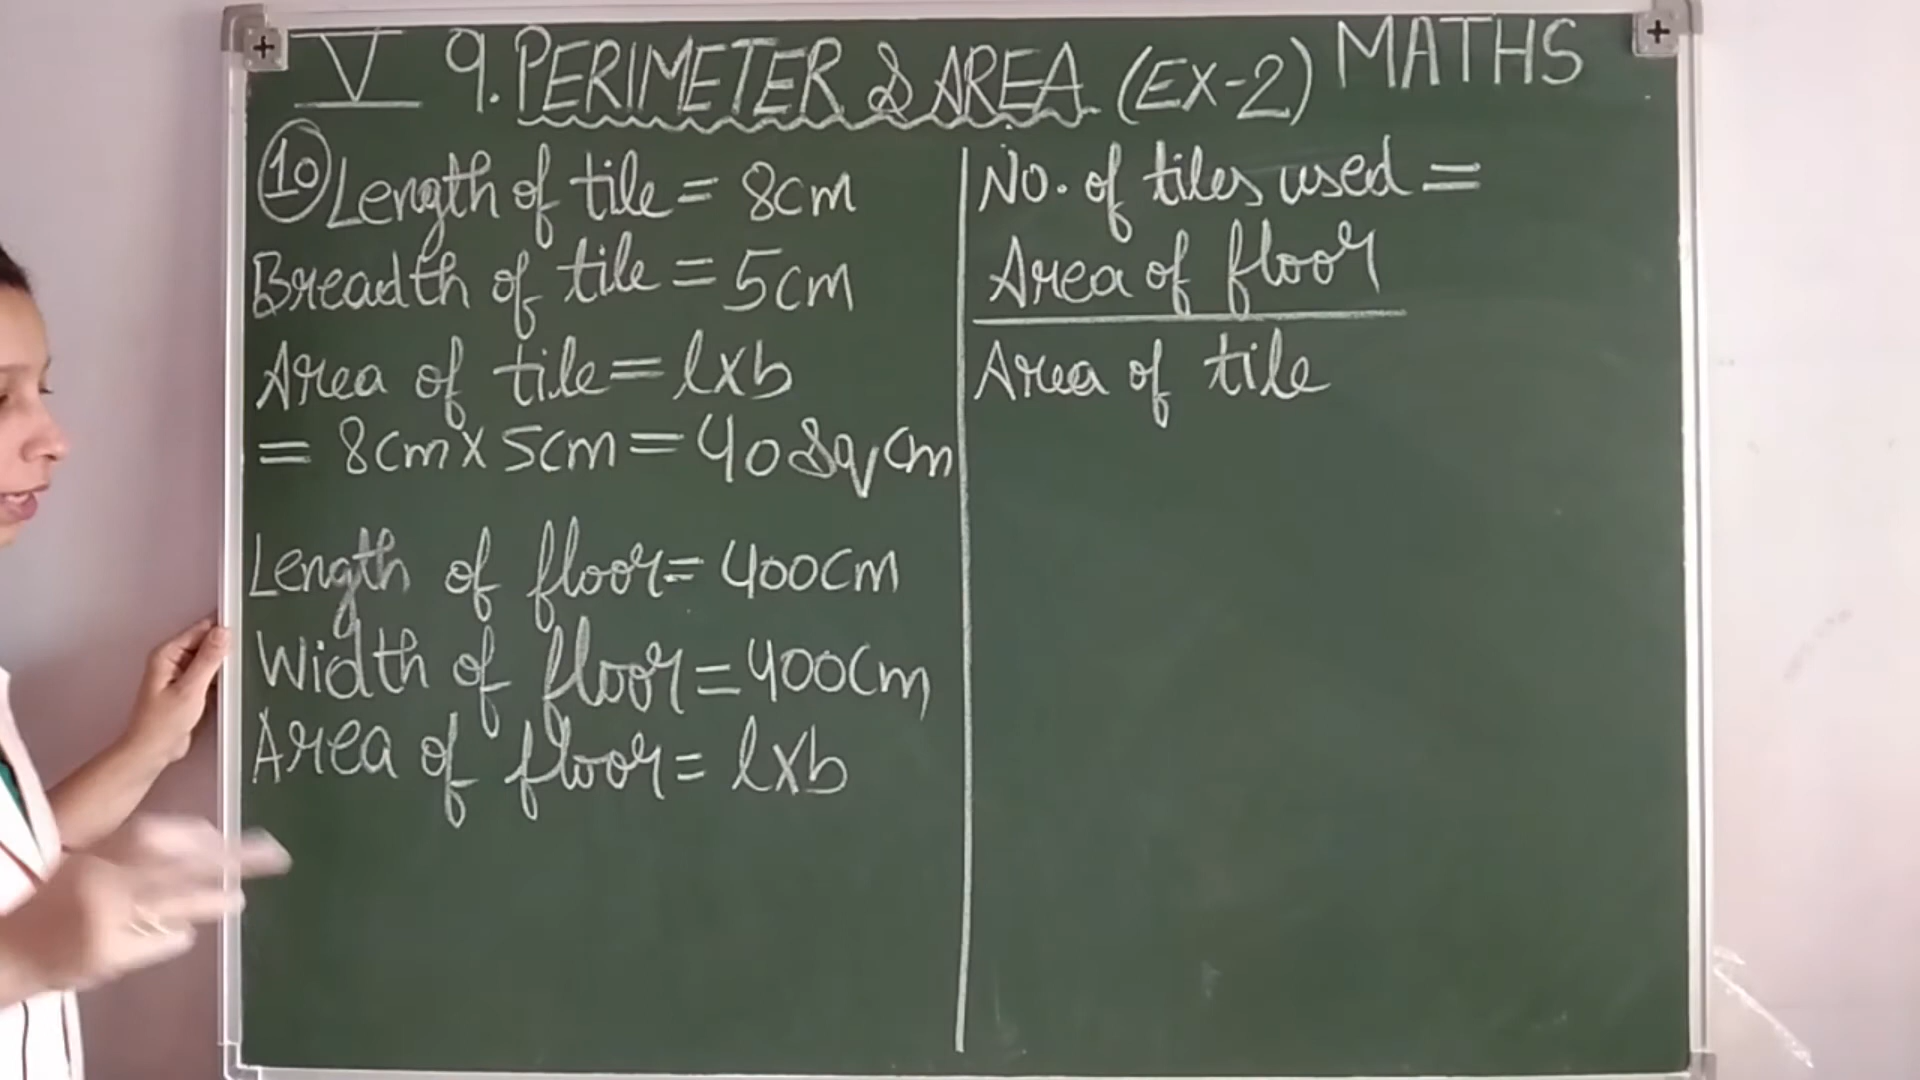 V 9. PERIMETER & AREA (EX-2) MATHS
10 Length of tile = 8cm
Breadth of tile = 5cm
Area of tile = lxb
= 8cm x 5cm = 40 sq cm
Length of floor = 400cm
Width of floor = 400cm
Area of floor = lxb
No. of tiles used =
Area of floor
Area of tile